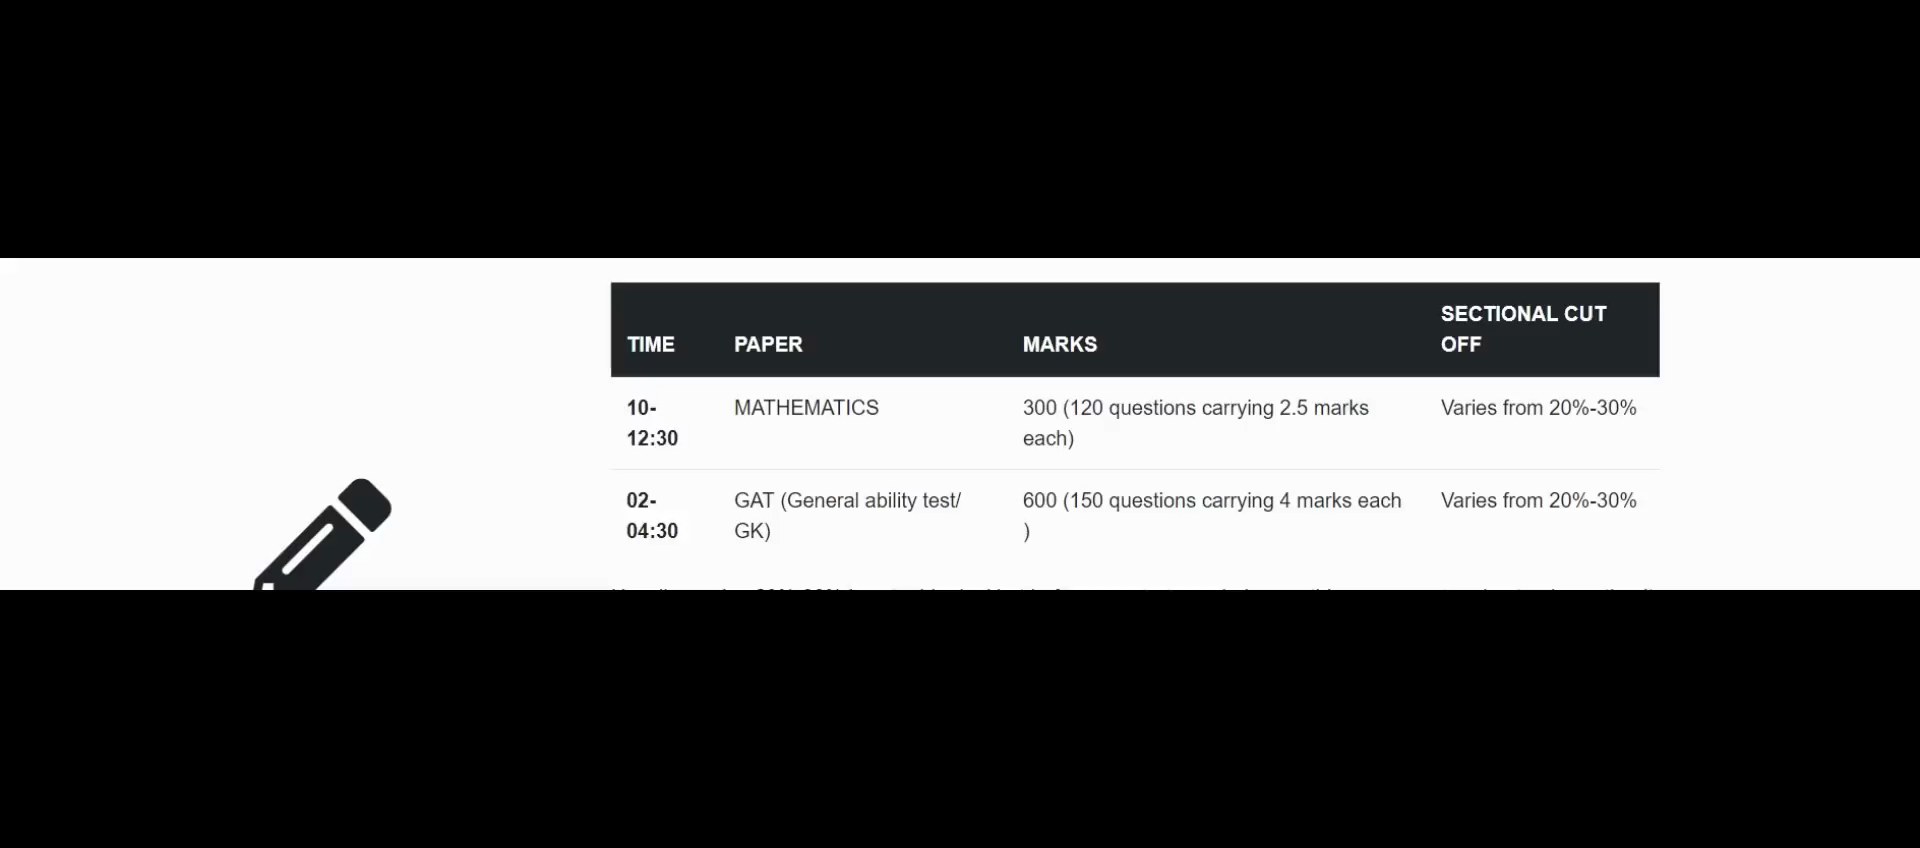 TIME PAPER MARKS SECTIONAL CUT
OFF
10-
12:30
MATHEMATICS
300 (120 questions carrying 2.5 marks
each)
Varies from 20%-30%
02-
04:30
GAT (General ability test/
GK)
600 (150 questions carrying 4 marks each
)
Varies from 20%-30%